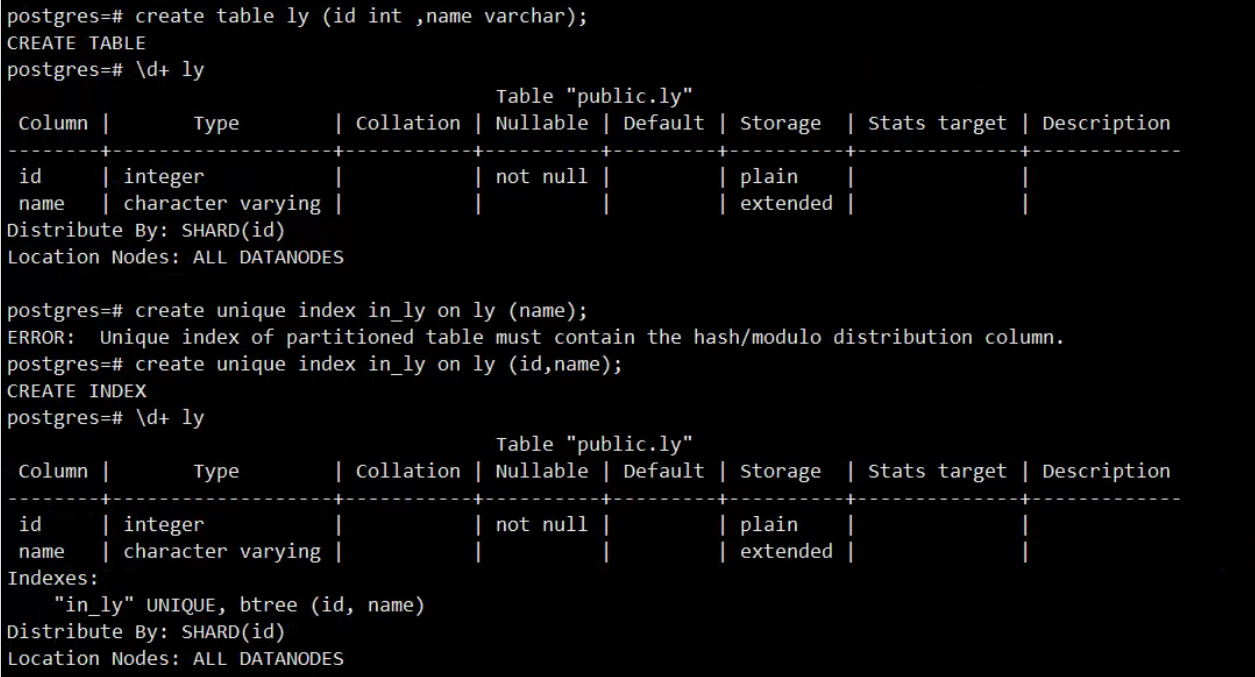 postgres=# create table ly (id int ,name varchar);
CREATE TABLE
postgres=# \d+ ly
                                      Table "public.ly"
 Column |       Type        | Collation | Nullable | Default | Storage  | Stats target | Description
--------+-------------------+-----------+----------+---------+----------+--------------+-------------
 id     | integer           |           | not null |         | plain    |              |
 name   | character varying |           |          |         | extended |              |
Distribute By: SHARD(id)
Location Nodes: ALL DATANODES

postgres=# create unique index in_ly on ly (name);
ERROR:  Unique index of partitioned table must contain the hash/modulo distribution column.
postgres=# create unique index in_ly on ly (id,name);
CREATE INDEX
postgres=# \d+ ly
                                      Table "public.ly"
 Column |       Type        | Collation | Nullable | Default | Storage  | Stats target | Description
--------+-------------------+-----------+----------+---------+----------+--------------+-------------
 id     | integer           |           | not null |         | plain    |              |
 name   | character varying |           |          |         | extended |              |
Indexes:
    "in_ly" UNIQUE, btree (id, name)
Distribute By: SHARD(id)
Location Nodes: ALL DATANODES